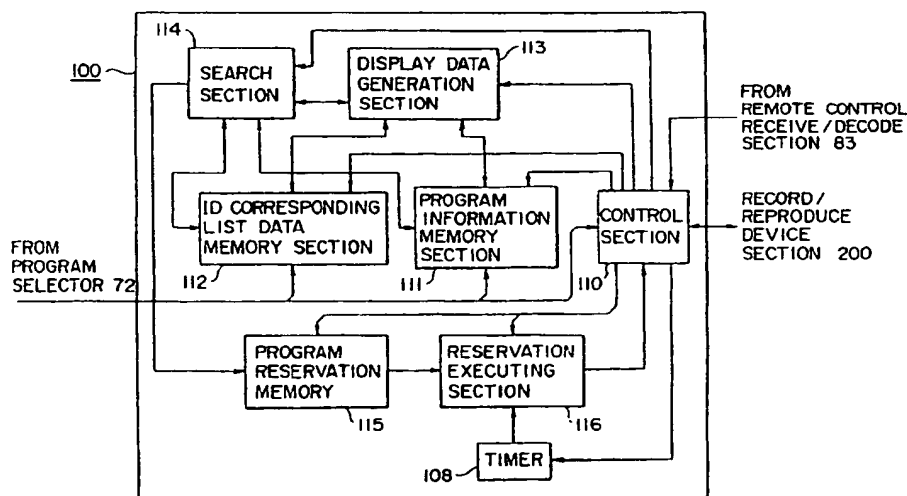 114
113
100
SEARCH
SECTION
DISPLAY DATA
GENERATION
SECTION
FROM
REMOTE CONTROL
RECEIVE/DECODE
SECTION 83
ID CORRESPONDING
LIST DATA
MEMORY SECTION
PROGRAM
INFORMATION
MEMORY
SECTION
CONTROL
SECTION
RECORD/
REPRODUCE
DEVICE
SECTION 200
FROM
PROGRAM
SELECTOR 72
112
111
110
PROGRAM
RESERVATION
MEMORY
RESERVATION
EXECUTING
SECTION
115
116
108
TIMER